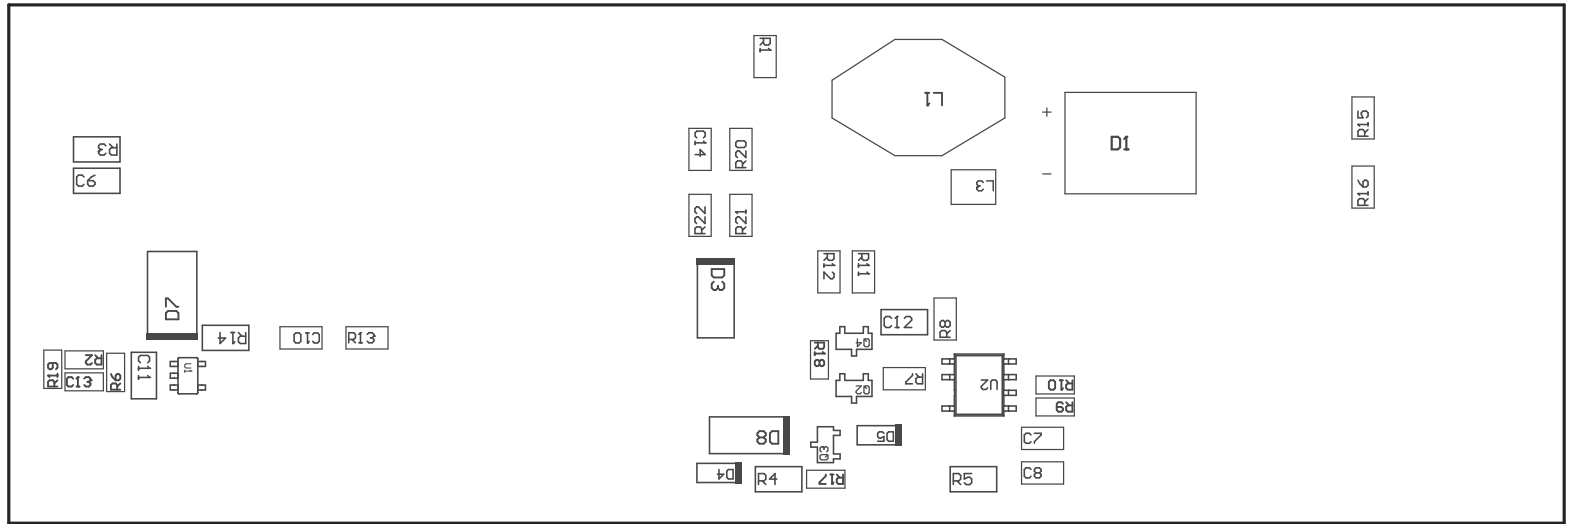 R1
L1
+
R15
D1
C14
R20
R3
-
C6
L3
R16
R22
R21
R12
R11
D3
D7
C12
R8
R14
C10
R13
Q4
R18
R19
R2
C13
R6
C11
U1
R7
U2
Q2
R10
R9
D8
D5
C7
Q3
D4
R4
R17
R5
C8